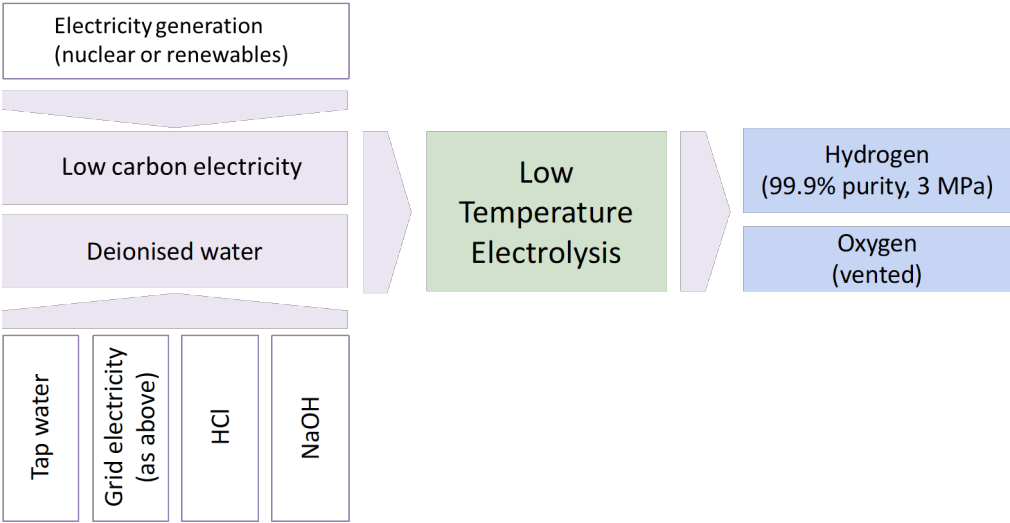 Electricity generation
(nuclear or renewables)
Low carbon electricity
Deionised water
Low
Temperature
Electrolysis
Hydrogen
(99.9% purity, 3 MPa)
Oxygen
(vented)
Tap water
Grid electricity
(as above)
HCl
NaOH